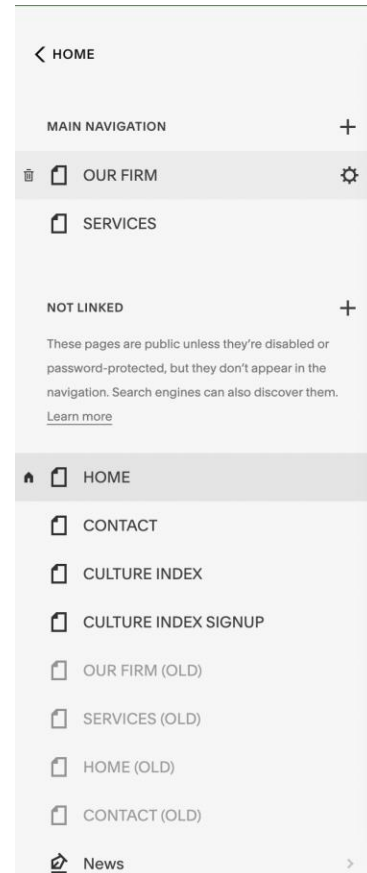 HOME
MAIN NAVIGATION
OUR FIRM
SERVICES
NOT LINKED
These pages are public unless they're disabled or
password-protected, but they don't appear in the
navigation. Search engines can also discover them.
Learn more
HOME
CONTACT
CULTURE INDEX
CULTURE INDEX SIGNUP
OUR FIRM (OLD)
SERVICES (OLD)
HOME (OLD)
CONTACT (OLD)
News